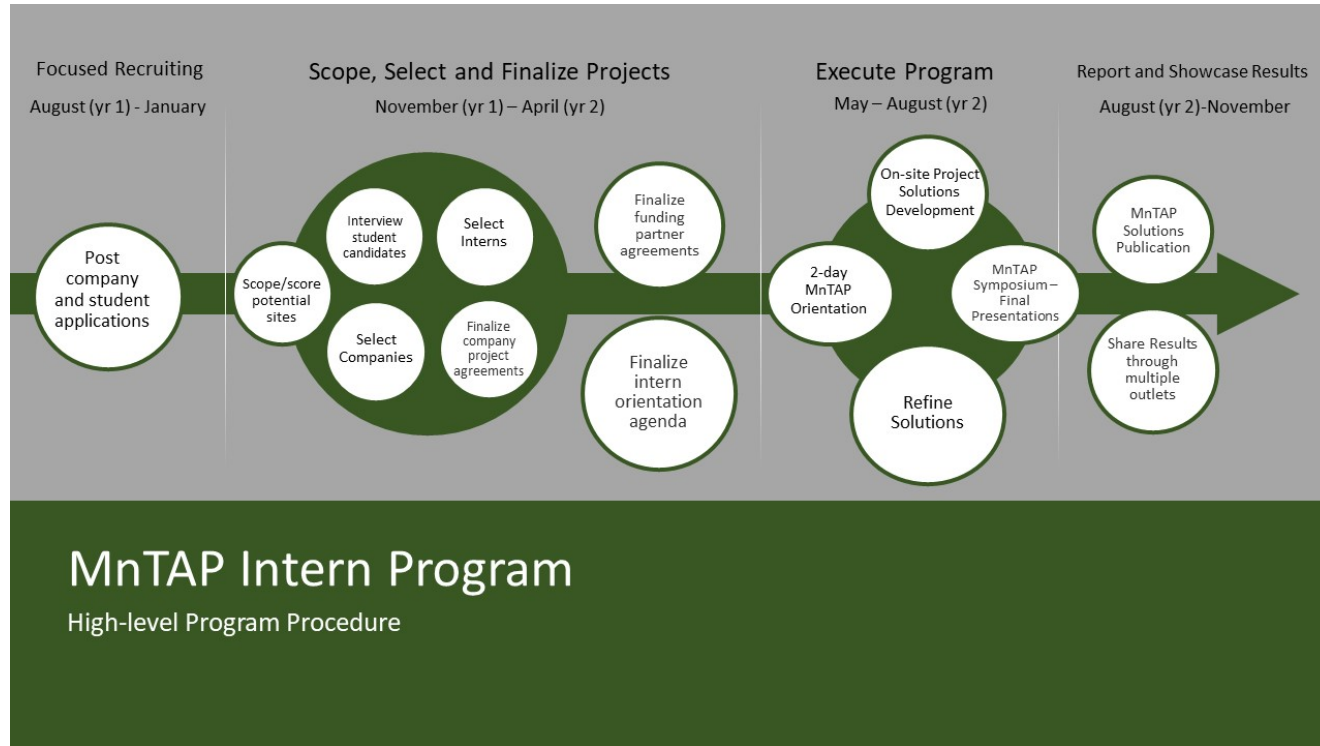 Focused Recruiting
August (yr 1) - January
Post
company
and student
applications
Scope, Select and Finalize Projects
November (yr 1) – April (yr 2)
Scope/score
potential
sites
Interview
student
candidates
Select
Interns
Select
Companies
Finalize
company
project
agreements
Finalize
funding
partner
agreements
Finalize
intern
orientation
agenda
Execute Program
May – August (yr 2)
2-day
MnTAP
Orientation
On-site Project
Solutions
Development
Refine
Solutions
MnTAP
Symposium –
Final
Presentations
Report and Showcase Results
August (yr 2)-November
MnTAP
Solutions
Publication
Share Results
through
multiple
outlets
MnTAP Intern Program
High-level Program Procedure